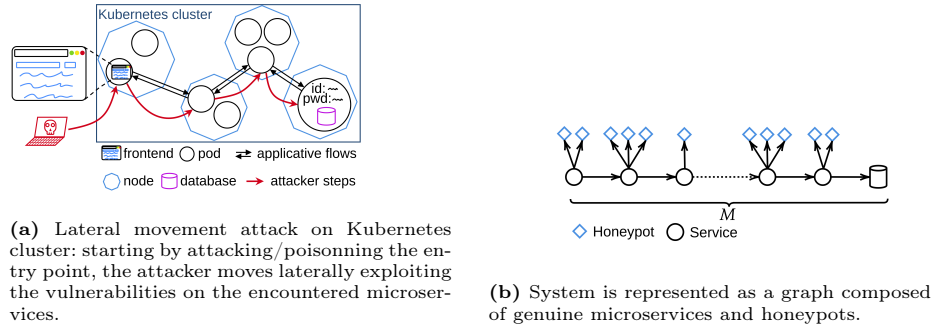 Kubernetes cluster
id:
pwd:
frontend pod applicative flows
node database attacker steps
(a) Lateral movement attack on Kubernetes
cluster: starting by attacking/poisonning the en-
try point, the attacker moves laterally exploiting
the vulnerabilities on the encountered microser-
vices.
M
Honeypot Service
(b) System is represented as a graph composed
of genuine microservices and honeypots.